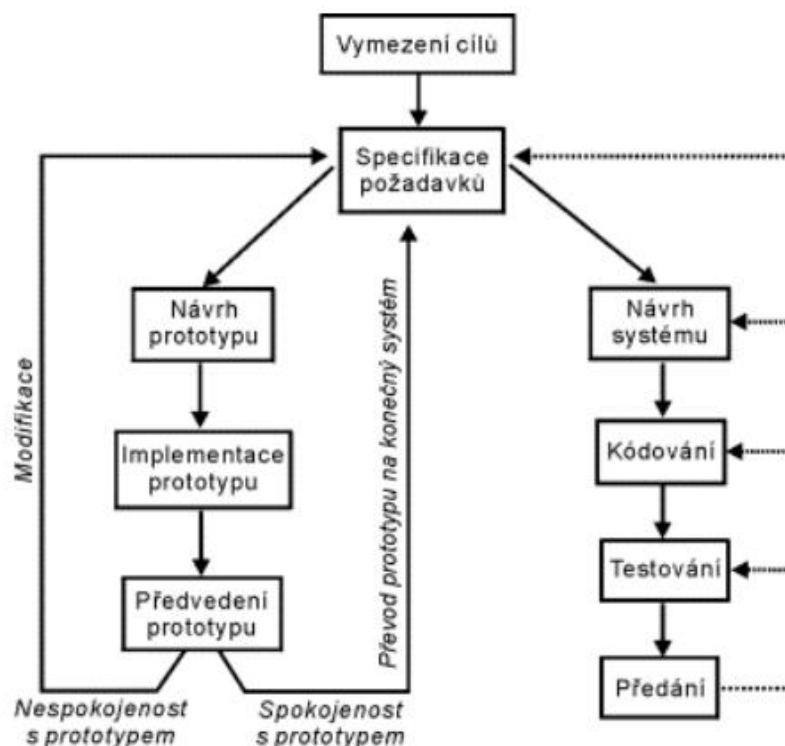 Vymezení cílů
Specifikace
požadavků
Návrh
prototypu
Implementace
prototypu
Předvedení
prototypu
Modifikace
Nespokojenost
s prototypem
Spokojenost
s prototypem
Převod prototypu na konečný systém
Návrh
systému
Kódování
Testování
Předání